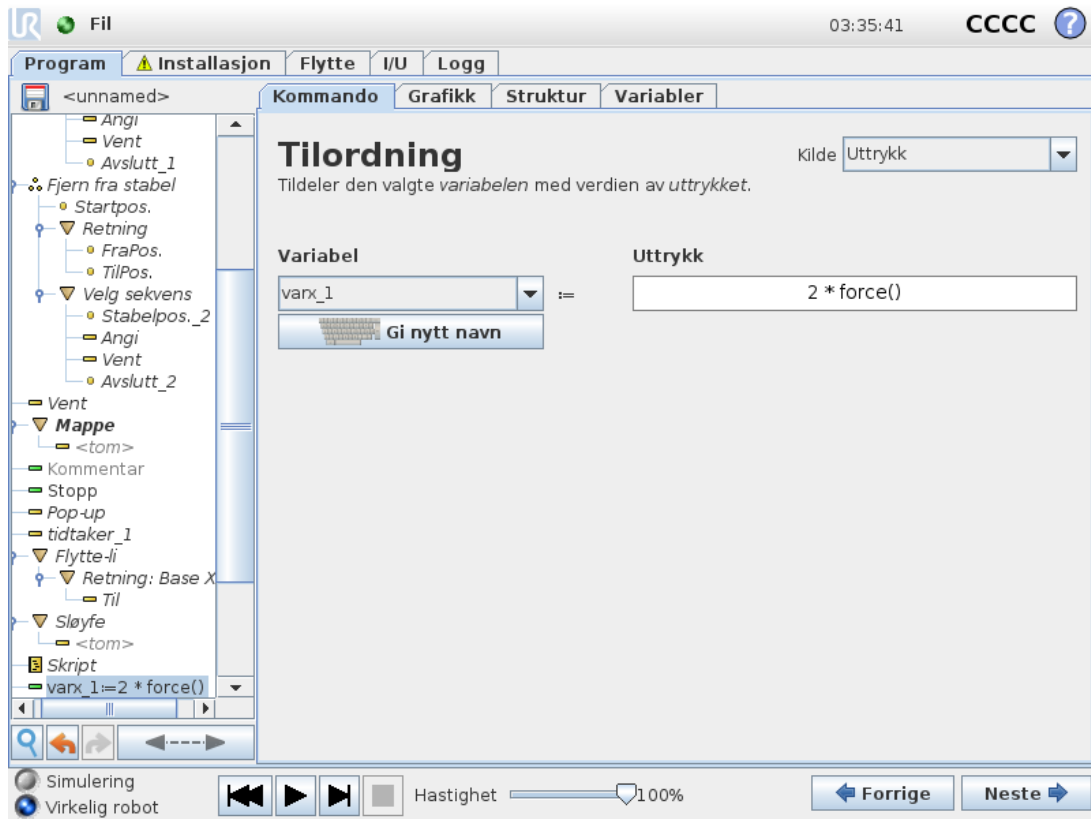 UR Fil 03:35:41 CCCC ?
Program Installasjon Flytte I/U Logg
<unnamed> Kommando Grafikk Struktur Variabler
Angi
Vent
Avslutt_1
Fjern fra stabel
Startpos.
Retning
FraPos.
TilPos.
Velg sekvens
Stabelpos._2
Angi
Vent
Avslutt_2
Vent
Mappe
<tom>
Kommentar
Stopp
Pop-up
tidtaker_1
Flytte-li
Retning: Base X
Til
Sløyfe
<tom>
Skript
varx_1:=2 * force()
Tilordning
Kilde Uttrykk
Tildeler den valgte variabelen med verdien av uttrykket.
Variabel Uttrykk
varx_1 := 2 * force()
Gi nytt navn
Simulering
Virkelig robot
Hastighet 100%
Forrige Neste